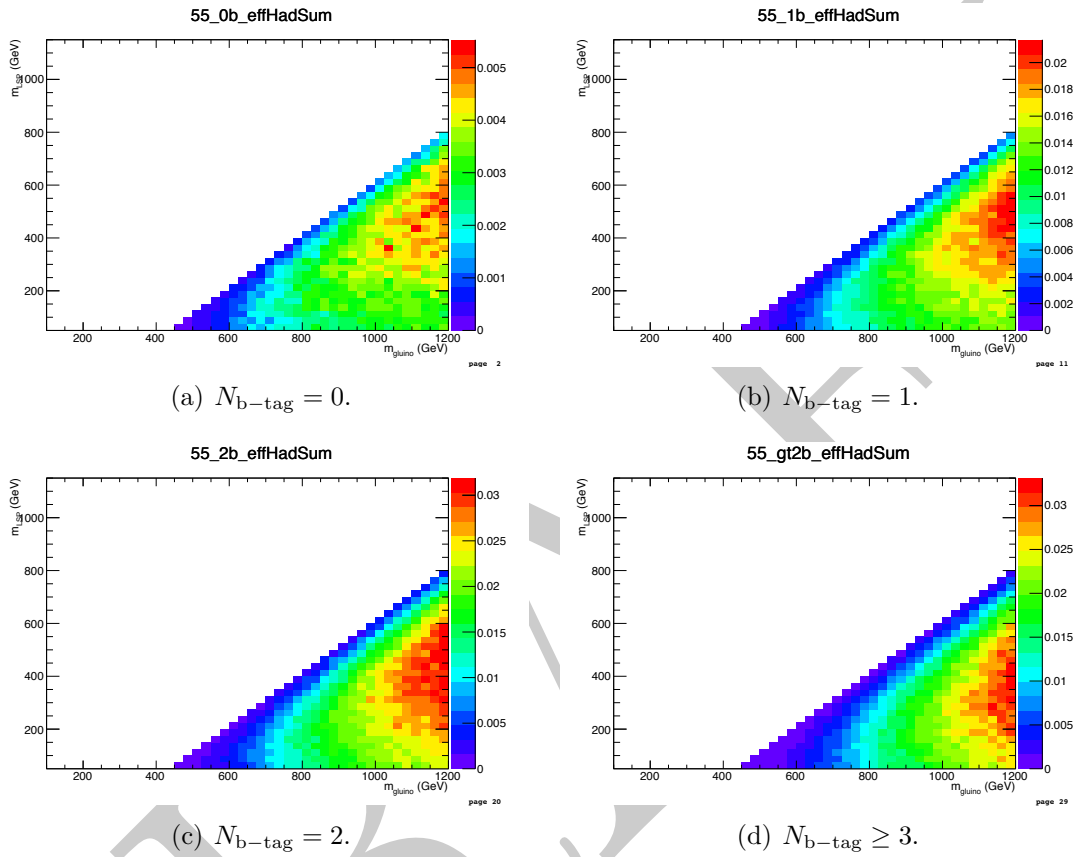 55_0b_effHadSum
m_LSP (GeV)
1000
800
600
400
200
200 400 600 800 1000 1200
m_gluino (GeV)
0.005
0.004
0.003
0.002
0.001
0
page 2
(a) N_b−tag = 0.
55_1b_effHadSum
m_LSP (GeV)
1000
800
600
400
200
200 400 600 800 1000 1200
m_gluino (GeV)
0.02
0.018
0.016
0.014
0.012
0.01
0.008
0.006
0.004
0.002
0
page 11
(b) N_b−tag = 1.
55_2b_effHadSum
m_LSP (GeV)
1000
800
600
400
200
200 400 600 800 1000 1200
m_gluino (GeV)
0.03
0.025
0.02
0.015
0.01
0.005
0
page 20
(c) N_b−tag = 2.
55_gt2b_effHadSum
m_LSP (GeV)
1000
800
600
400
200
200 400 600 800 1000 1200
m_gluino (GeV)
0.03
0.025
0.02
0.015
0.01
0.005
0
page 29
(d) N_b−tag ≥ 3.